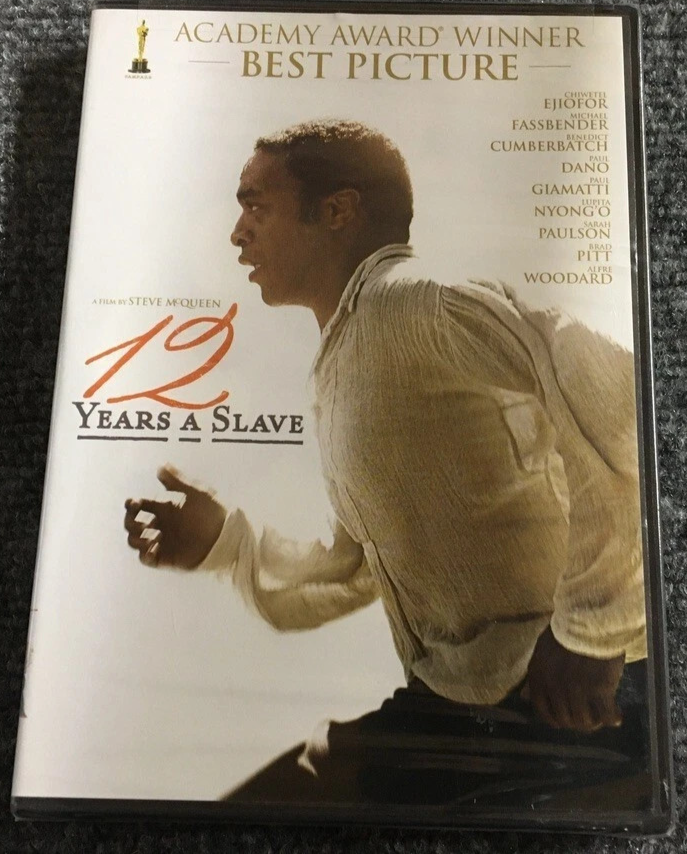 ACADEMY AWARD® WINNER
BEST PICTURE
CHIWETEL
EJIOFOR
MICHAEL
FASSBENDER
BENEDICT
CUMBERBATCH
PAUL
DANO
PAUL
GIAMATTI
LUPITA
NYONG'O
SARAH
PAULSON
BRAD
PITT
ALFRE
WOODARD
A FILM BY STEVE McQUEEN
12
YEARS A SLAVE